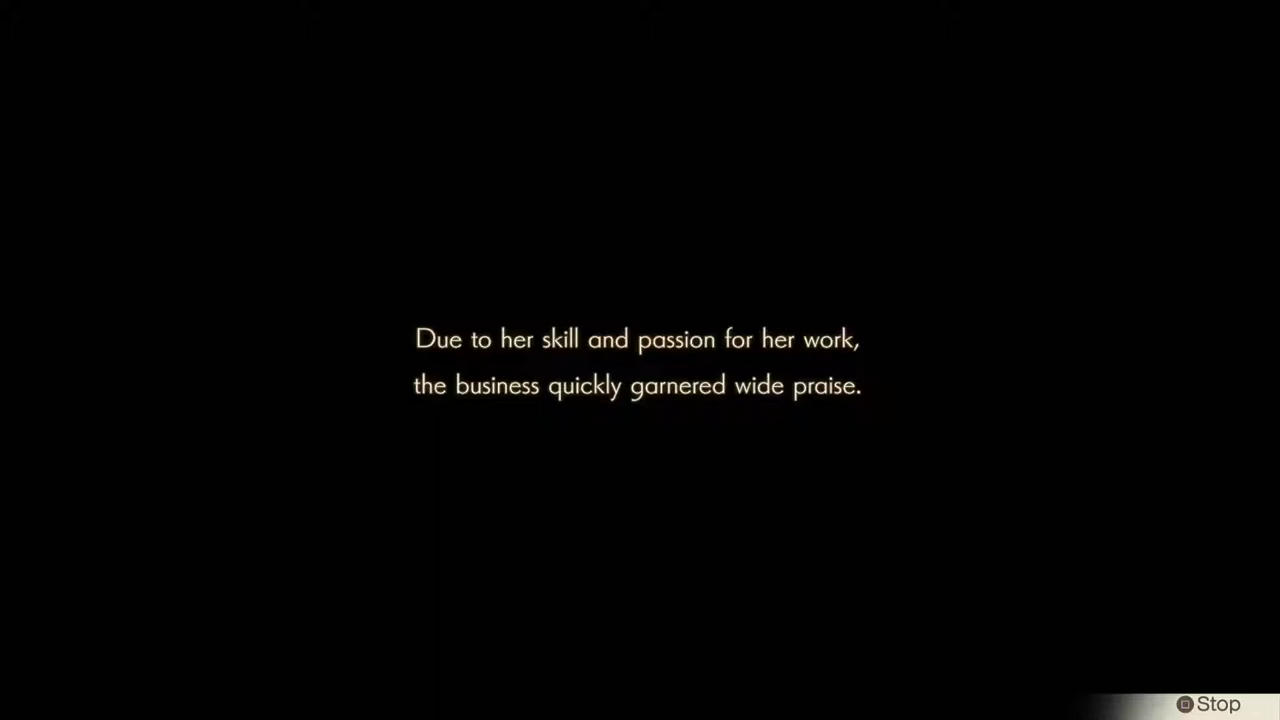 Due to her skill and passion for her work,
the business quickly garnered wide praise.
Stop